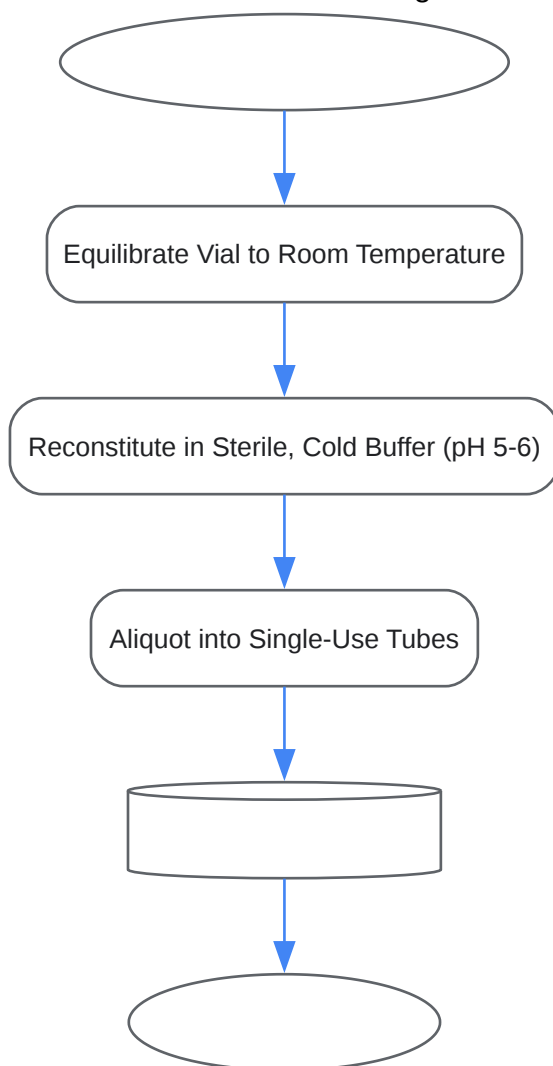 Equilibrate Vial to Room Temperature
Reconstitute in Sterile, Cold Buffer (pH 5-6)
Aliquot into Single-Use Tubes